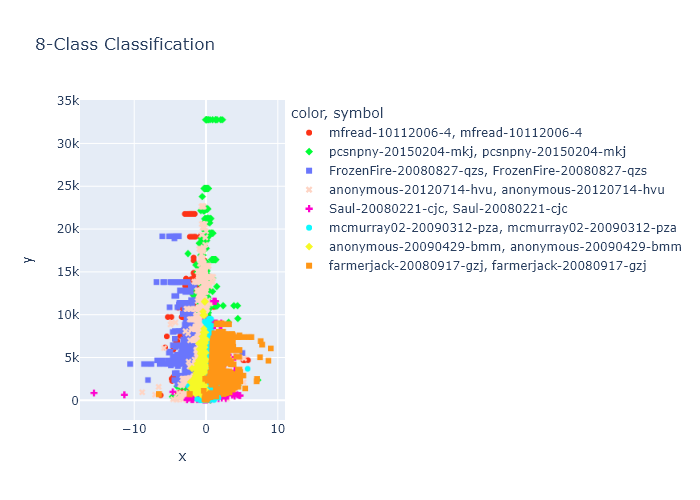 8-Class Classification
35k
30k
25k
20k
15k
10k
5k
0
y
−10
0
10
x
color, symbol
mfread-10112006-4, mfread-10112006-4
pcsnpny-20150204-mkj, pcsnpny-20150204-mkj
FrozenFire-20080827-qzs, FrozenFire-20080827-qzs
anonymous-20120714-hvu, anonymous-20120714-hvu
Saul-20080221-cjc, Saul-20080221-cjc
mcmurray02-20090312-pza, mcmurray02-20090312-pza
anonymous-20090429-bmm, anonymous-20090429-bmm
farmerjack-20080917-gzj, farmerjack-20080917-gzj